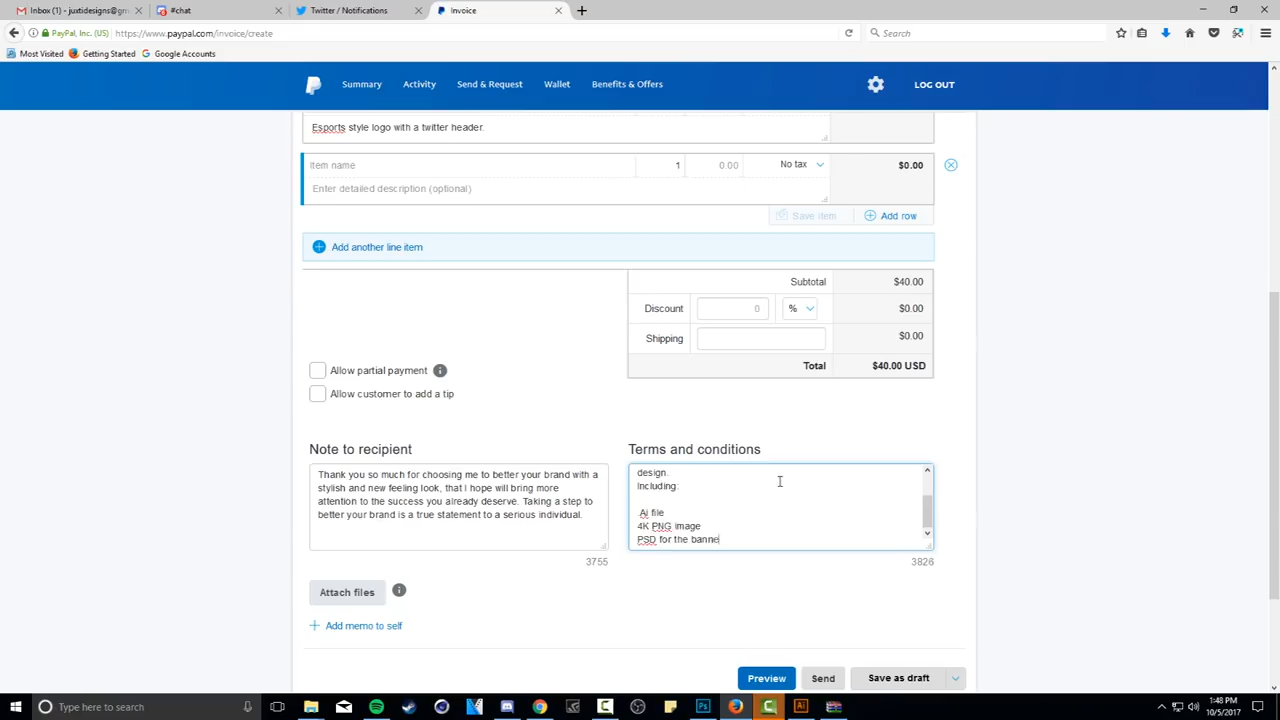 Inbox (1) - juxtidesigns@gm
#chat
Twitter / Notifications
Invoice
PayPal, Inc. (US) https://www.paypal.com/invoice/create
Search
Most Visited Getting Started Google Accounts
Summary Activity Send & Request Wallet Benefits & Offers LOG OUT
Esports style logo with a twitter header.
Item name 1 0.00 No tax $0.00
Enter detailed description (optional)
Save item Add row
Add another line item
Subtotal $40.00
Discount 0 % $0.00
Shipping $0.00
Total $40.00 USD
Allow partial payment
Allow customer to add a tip
Note to recipient
Thank you so much for choosing me to better your brand with a
stylish and new feeling look, that I hope will bring more
attention to the success you already deserve. Taking a step to
better your brand is a true statement to a serious individual.
3755
Terms and conditions
design.
Including:
Ai file
4K PNG image
PSD for the banne
3826
Attach files
Add memo to self
Preview Send Save as draft
Type here to search
1:48 PM
10/5/2017